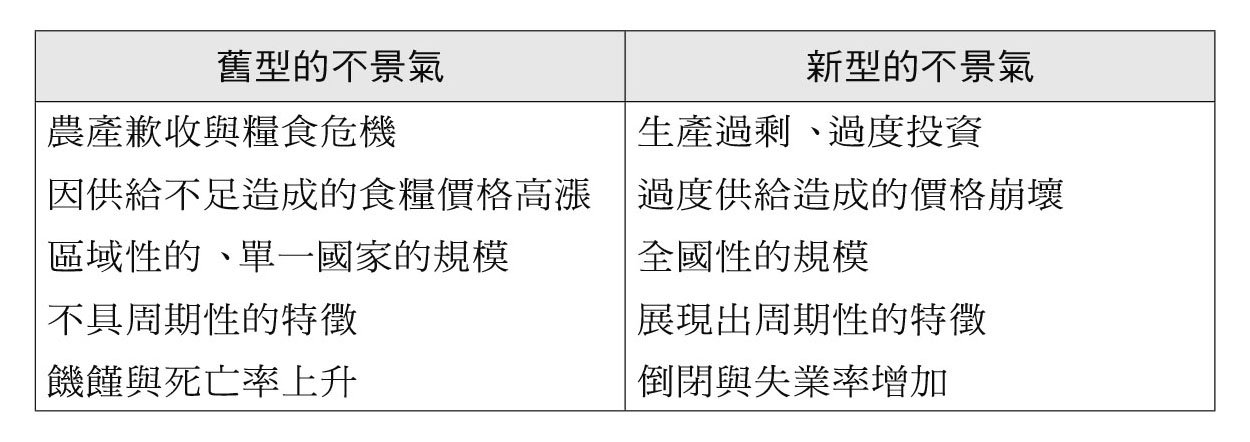 舊型的不景氣
新型的不景氣
農產歉收與糧食危機
生產過剩、過度投資
因供給不足造成的食糧價格高漲
過度供給造成的價格崩壞
區域性的、單一國家的規模
全國性的規模
不具周期性的特徵
展現出周期性的特徵
饑饉與死亡率上升
倒閉與失業率增加